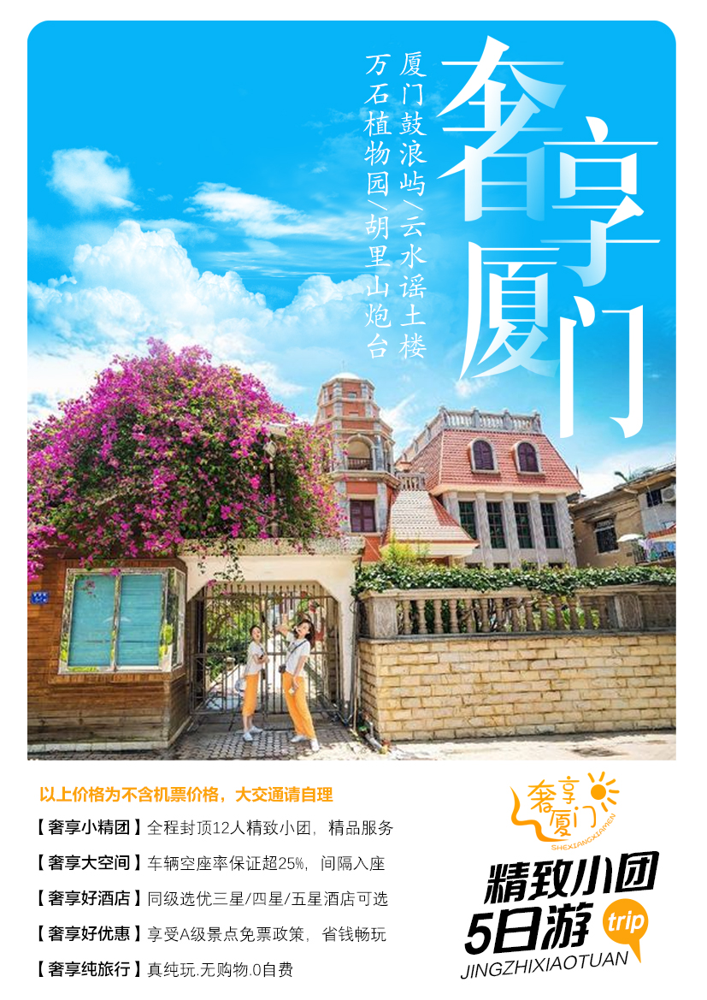 奢享厦门
厦门鼓浪屿/云水谣土楼
万石植物园/胡里山炮台
以上价格为不含机票价格，大交通请自理
【奢享小精团】全程封顶12人精致小团，精品服务
【奢享大空间】车辆空座率保证超25%，间隔入座
【奢享好酒店】同级选优三星/四星/五星酒店可选
【奢享好优惠】享受A级景点免票政策，省钱畅玩
【奢享纯旅行】真纯玩.无购物.0自费
奢享
厦门
SHEXIANGXIAMEN
精致小团
5日游 trip
JINGZHIXIAOTUAN